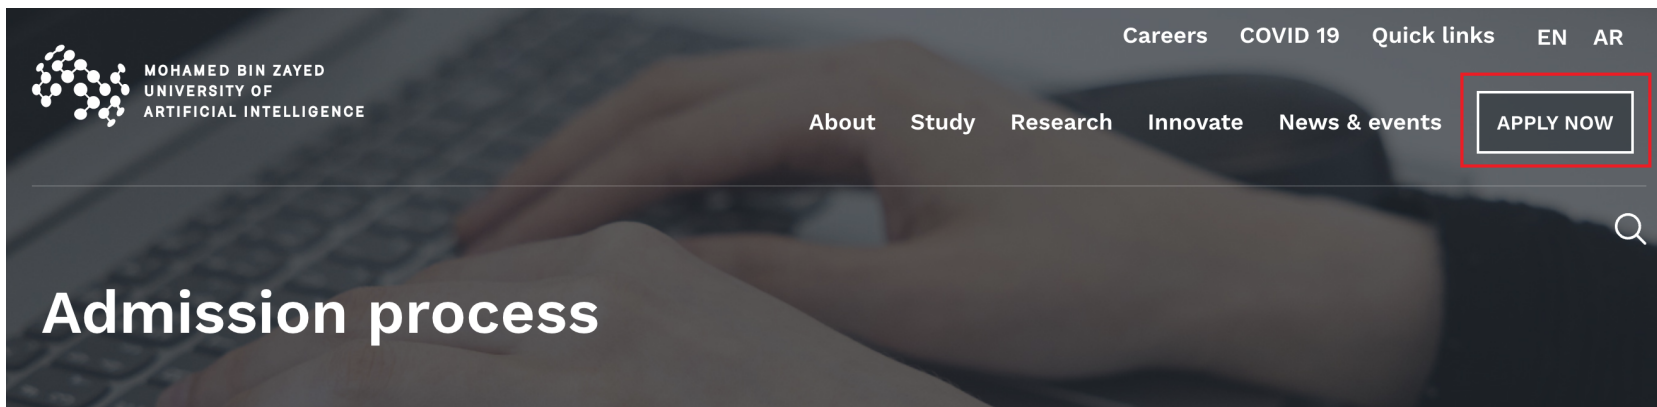 Careers COVID 19 Quick links EN AR
MOHAMED BIN ZAYED
UNIVERSITY OF
ARTIFICIAL INTELLIGENCE
About Study Research Innovate News & events APPLY NOW
Admission process